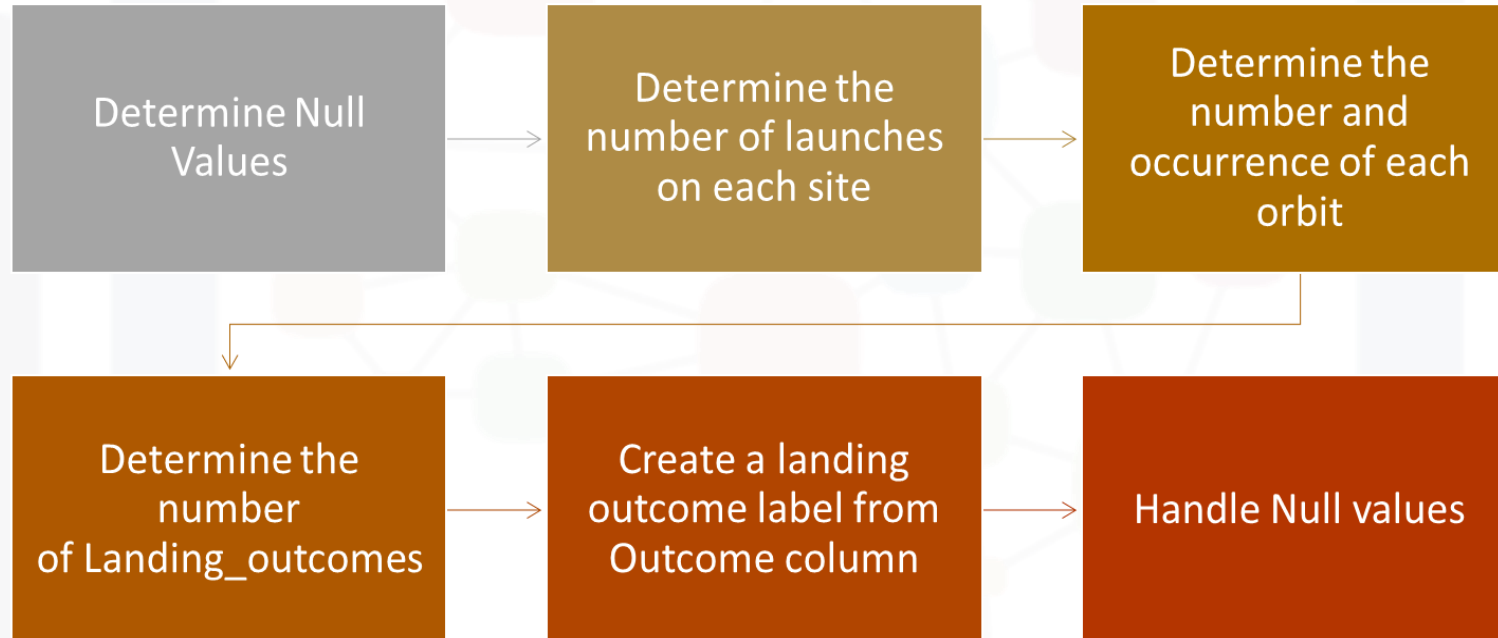 Determine Null
Values
Determine the
number of launches
on each site
Determine the
number and
occurrence of each
orbit
Determine the
number
of Landing_outcomes
Create a landing
outcome label from
Outcome column
Handle Null values